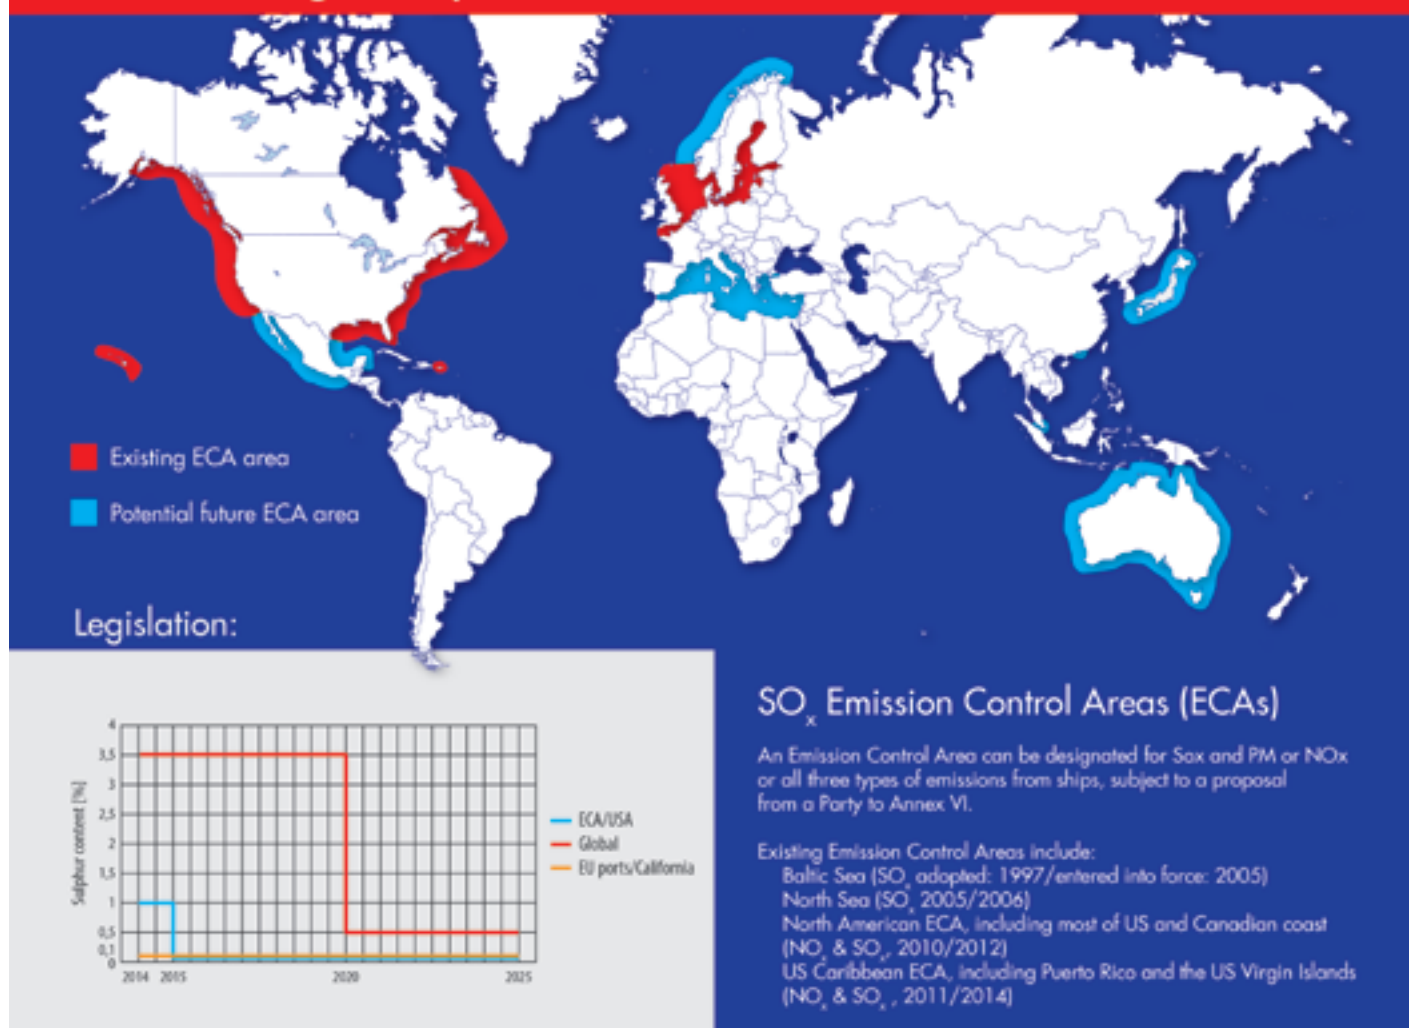 Existing ECA area
Potential future ECA area
Legislation:
4
3,5
3
2,5
2
1,5
1
0,5
0,1
0
Sulphur content [%]
2014 2015 2020 2025
ECA/USA
Global
EU ports/California
SOx Emission Control Areas (ECAs)
An Emission Control Area can be designated for Sox and PM or NOx
or all three types of emissions from ships, subject to a proposal
from a Party to Annex VI.
Existing Emission Control Areas include:
Baltic Sea (SOx adopted: 1997/entered into force: 2005)
North Sea (SOx 2005/2006)
North American ECA, including most of US and Canadian coast
(NOx & SOx, 2010/2012)
US Caribbean ECA, including Puerto Rico and the US Virgin Islands
(NOx & SOx , 2011/2014)